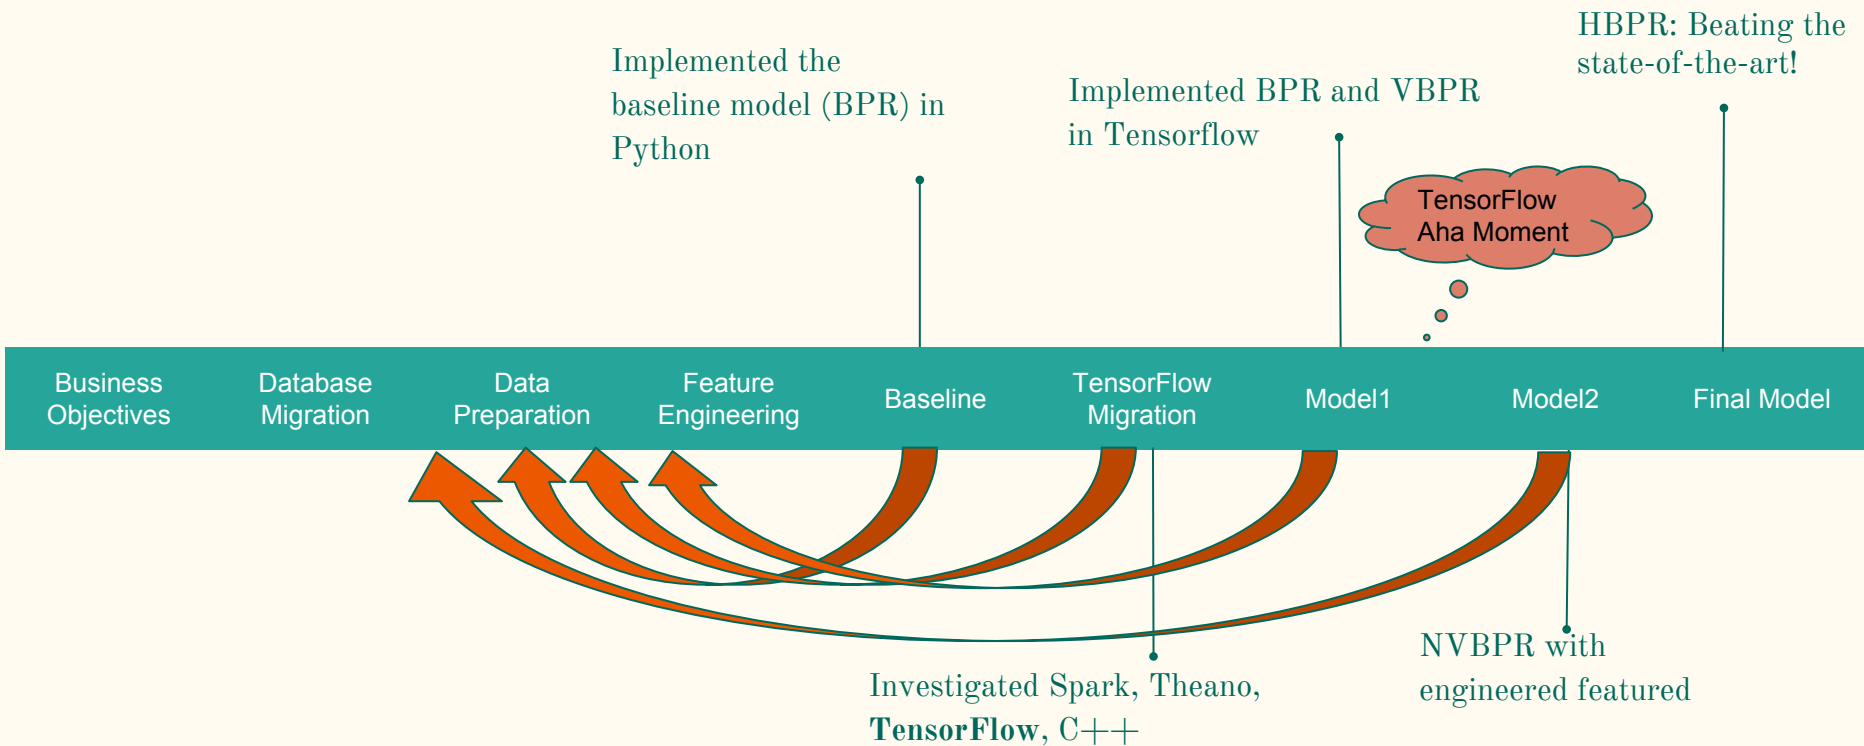 HBPR: Beating the
state-of-the-art!
Implemented the
baseline model (BPR) in
Python
Implemented BPR and VBPR
in Tensorflow
TensorFlow
Aha Moment
Business
Objectives
Database
Migration
Data
Preparation
Feature
Engineering
Baseline
TensorFlow
Migration
Model1
Model2
Final Model
Investigated Spark, Theano,
TensorFlow, C++
NVBPR with
engineered featured